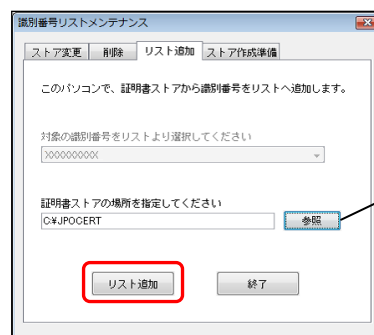 識別番号リストメンテナンス
ストア変更 削除 リスト追加 ストア作成準備
このパソコンで、証明書ストアから識別番号をリストへ追加します。
対象の識別番号をリストより選択してください
XXXXXXXXX
証明書ストアの場所を指定してください
C:¥JPOCERT 参照
リスト追加 終了